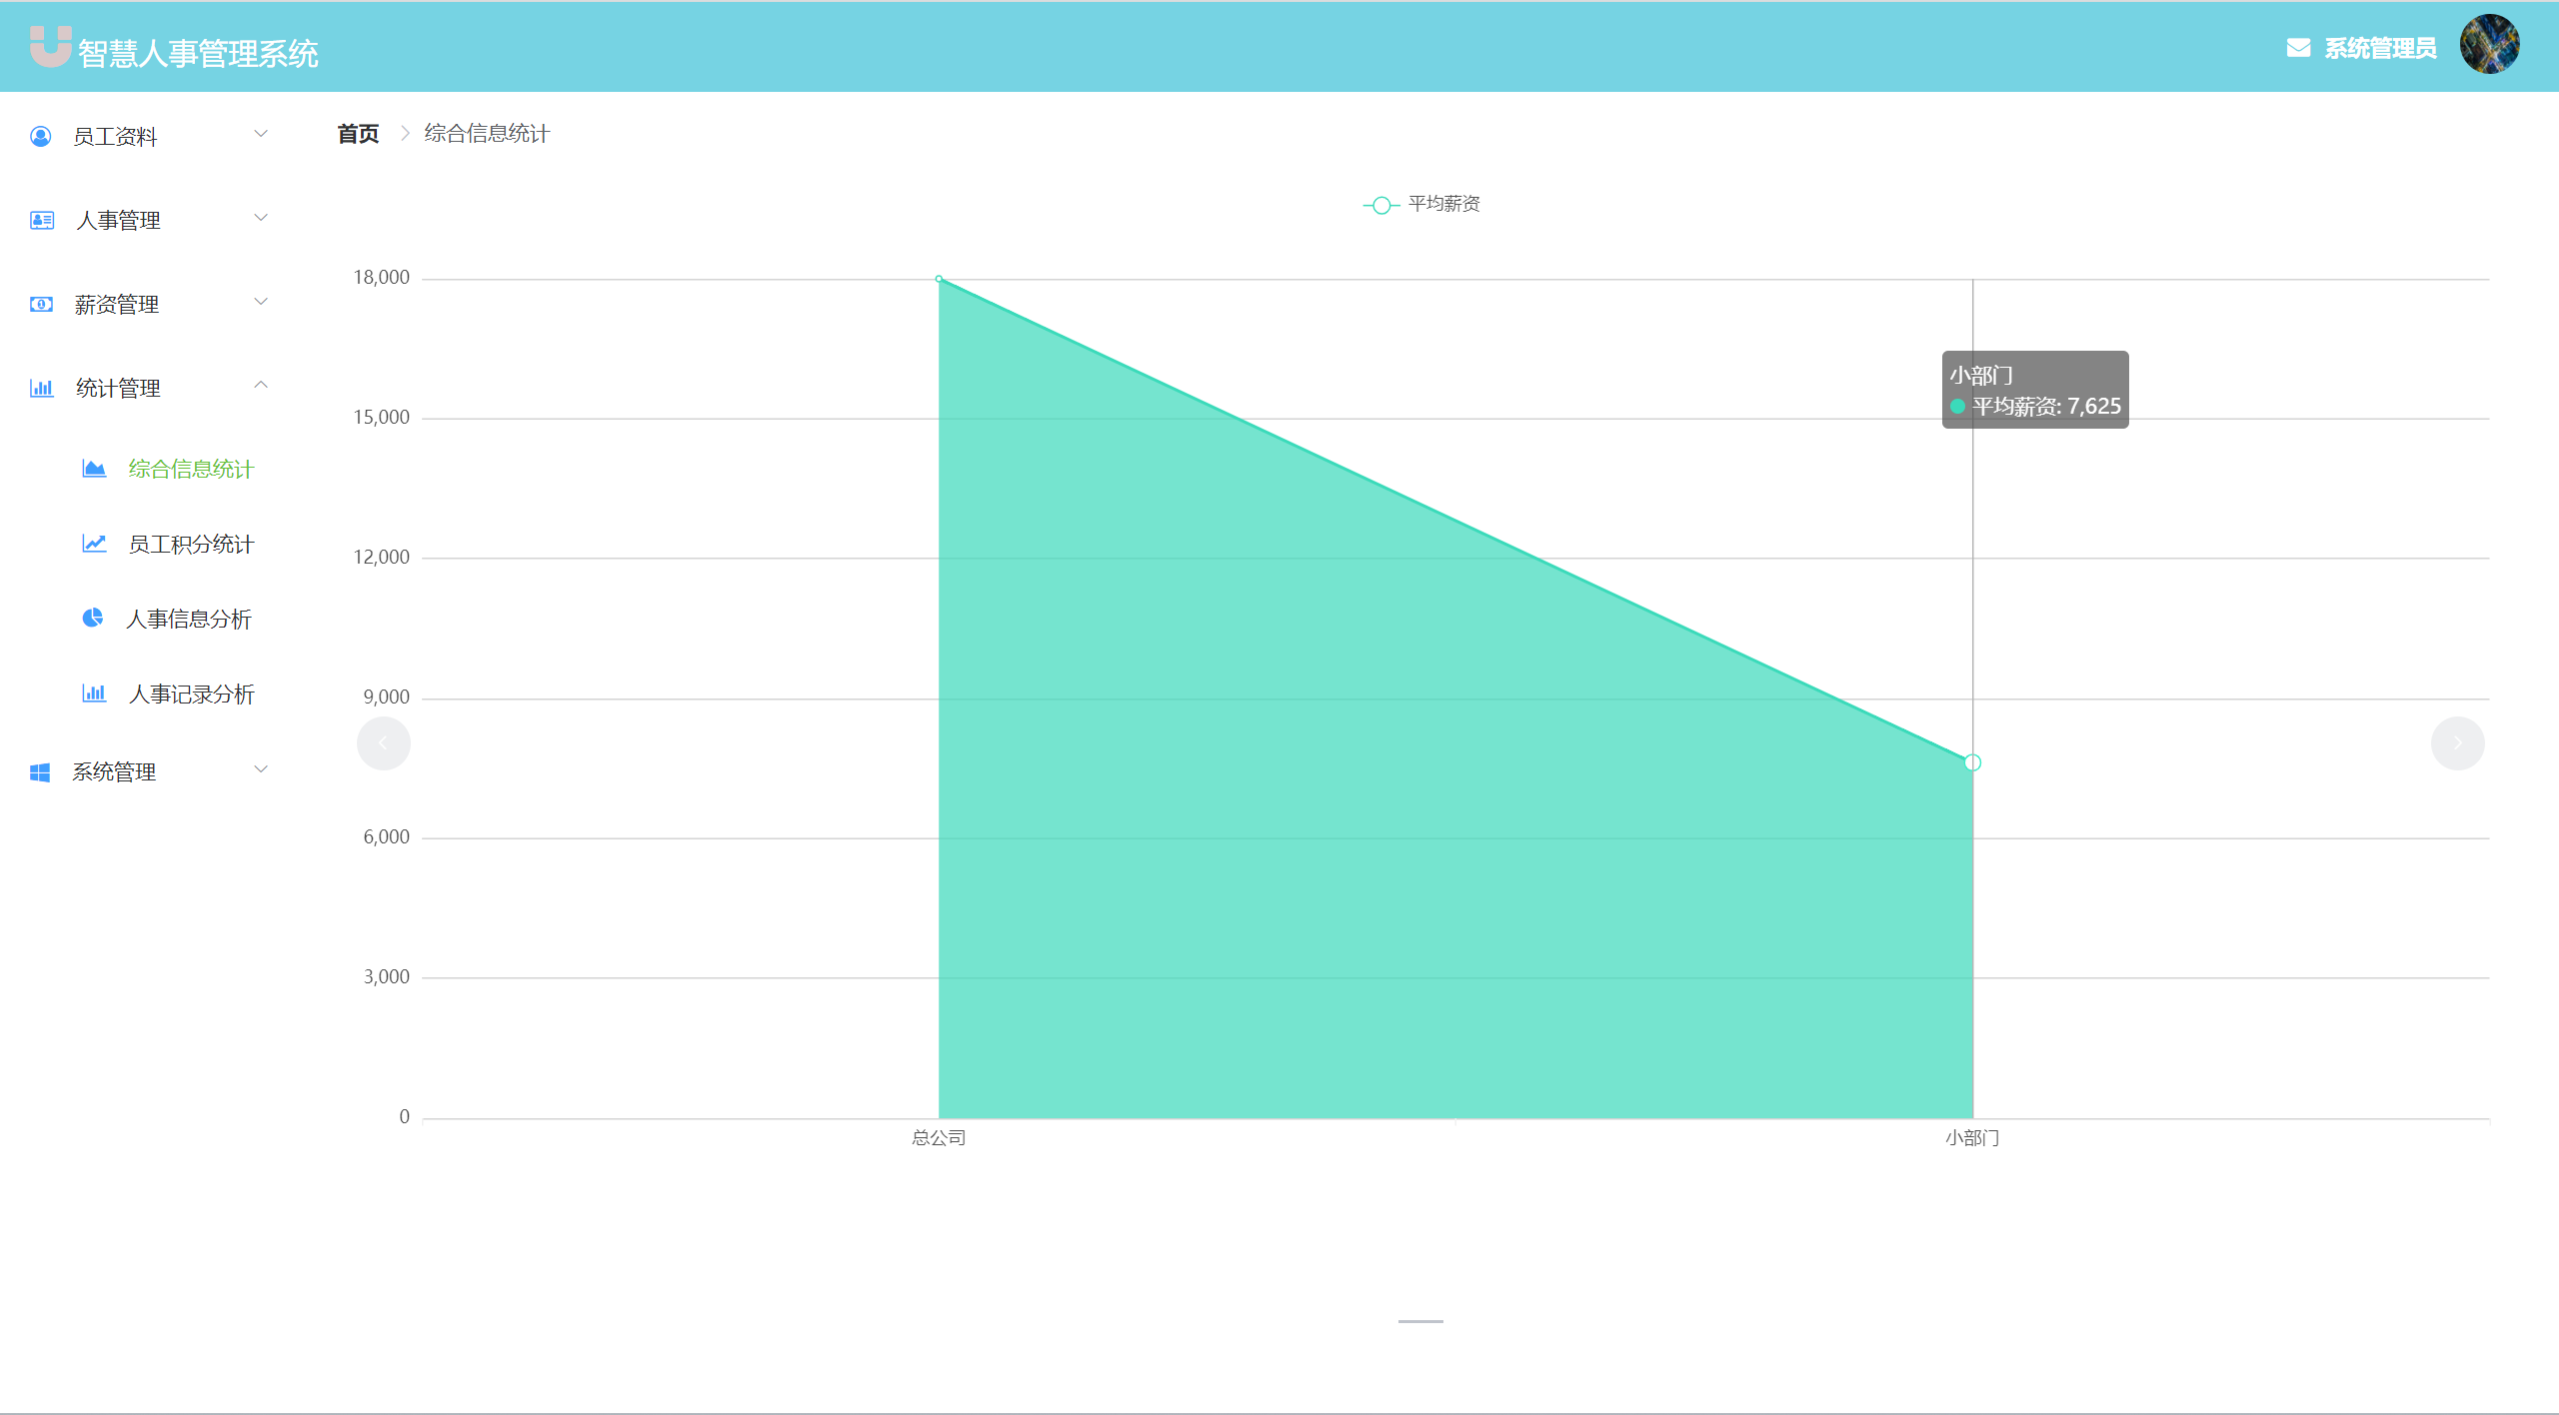 智慧人事管理系统
系统管理员
员工资料
人事管理
薪资管理
统计管理
综合信息统计
员工积分统计
人事信息分析
人事记录分析
系统管理
首页 综合信息统计
平均薪资
18,000
15,000
12,000
9,000
6,000
3,000
0
小部门
平均薪资: 7,625
总公司
小部门